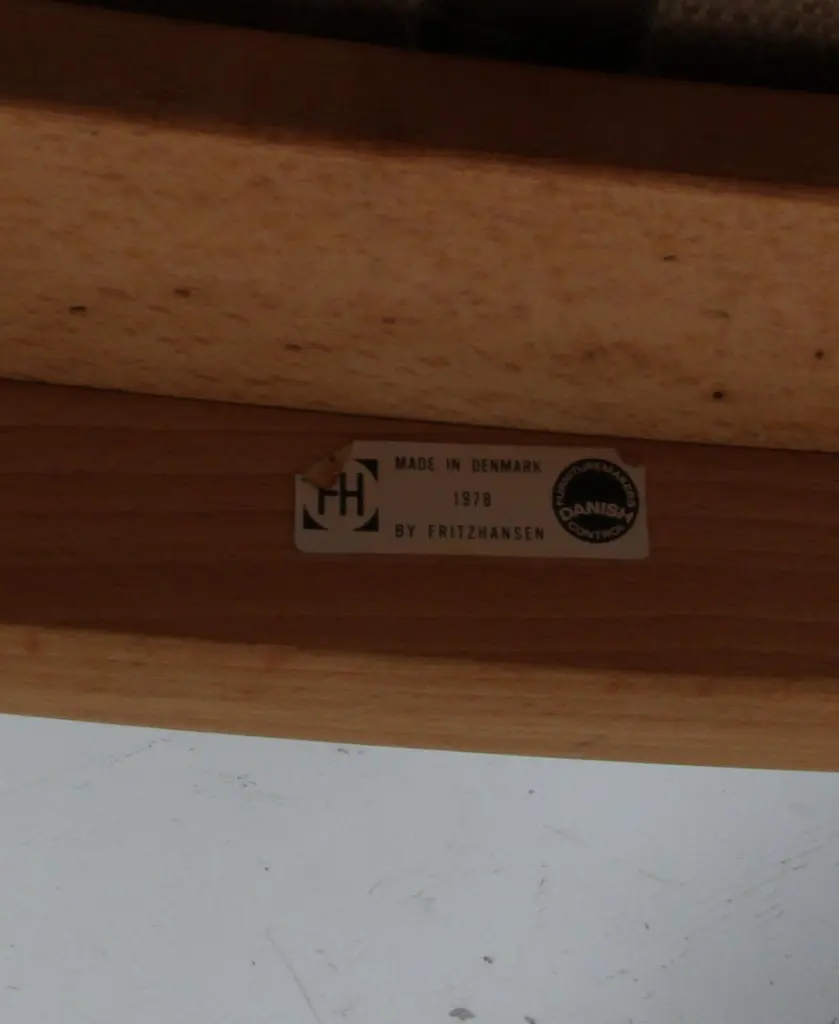 FH
MADE IN DENMARK
1978
BY FRITZHANSEN
FURNITUREMAKERS
DANISH
CONTROL